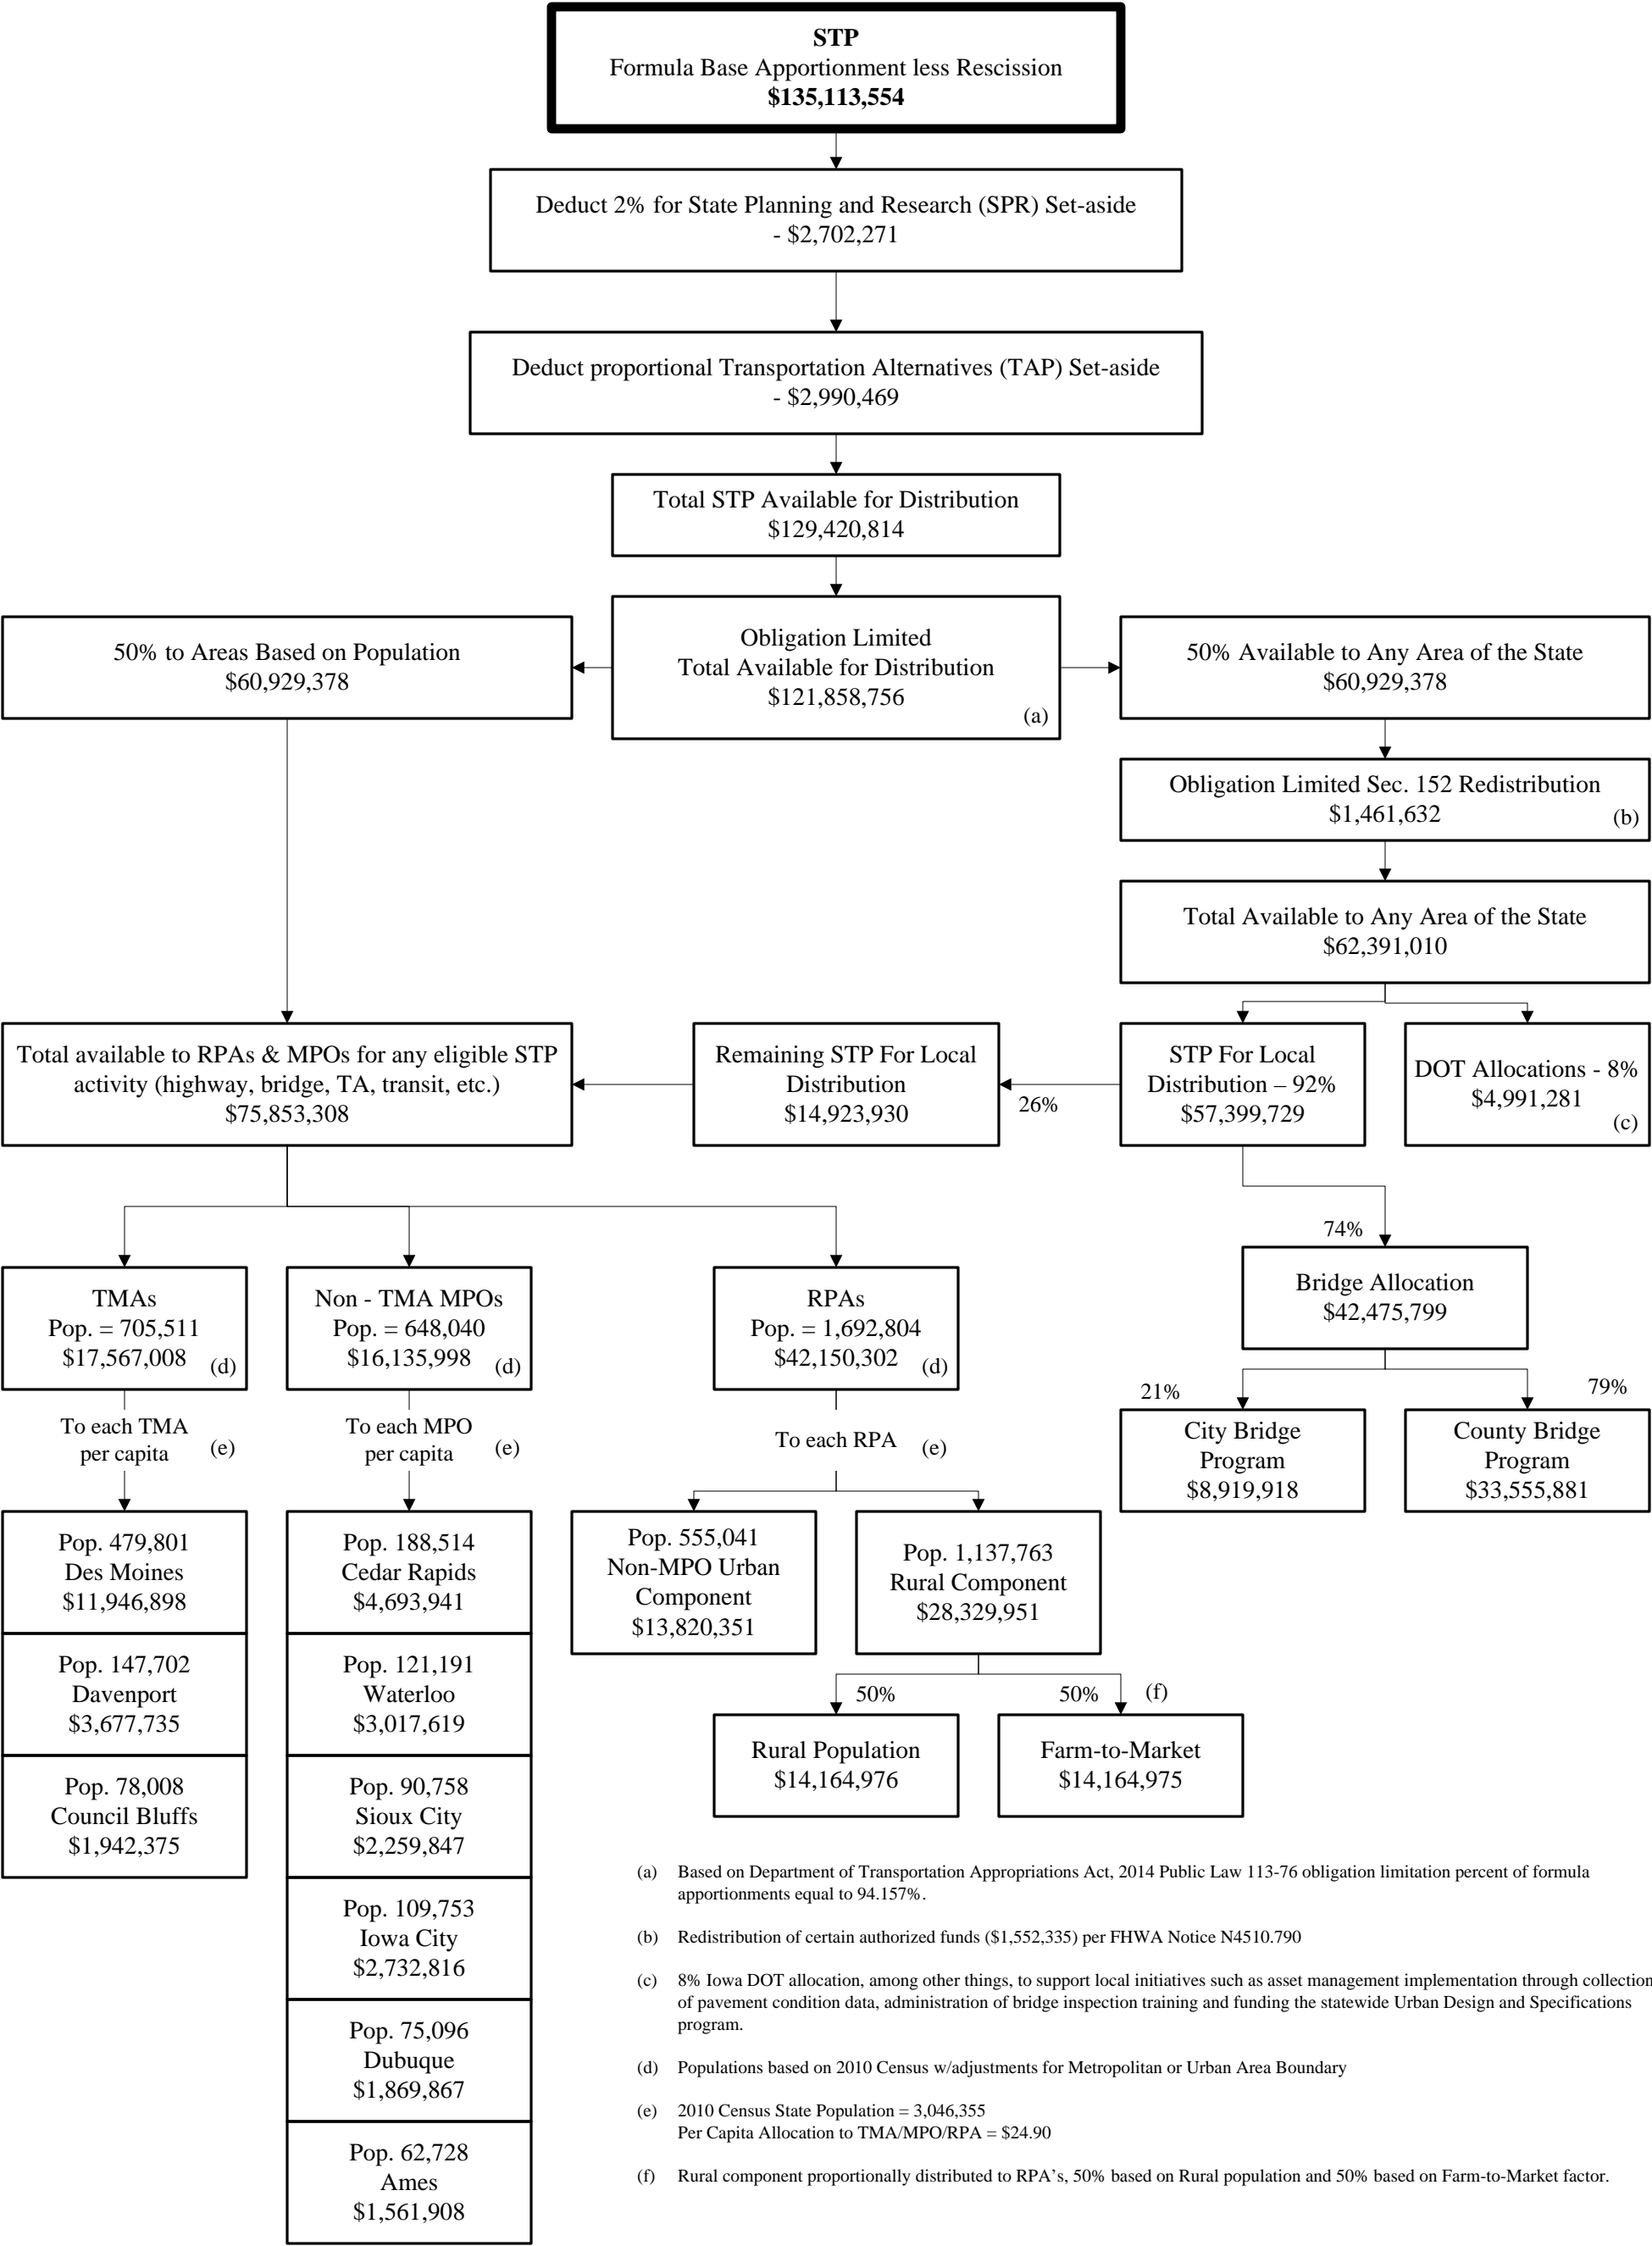 STP
Formula Base Apportionment less Rescission
$135,113,554
Deduct 2% for State Planning and Research (SPR) Set-aside
- $2,702,271
Deduct proportional Transportation Alternatives (TAP) Set-aside
- $2,990,469
Total STP Available for Distribution
$129,420,814
50% to Areas Based on Population
$60,929,378
Obligation Limited
Total Available for Distribution
$121,858,756
(a)
50% Available to Any Area of the State
$60,929,378
Obligation Limited Sec. 152 Redistribution
$1,461,632
(b)
Total Available to Any Area of the State
$62,391,010
Total available to RPAs & MPOs for any eligible STP
activity (highway, bridge, TA, transit, etc.)
$75,853,308
Remaining STP For Local
Distribution
$14,923,930
26%
STP For Local
Distribution – 92%
$57,399,729
DOT Allocations - 8%
$4,991,281
(c)
74%
Bridge Allocation
$42,475,799
TMAs
Pop. = 705,511
$17,567,008
(d)
Non - TMA MPOs
Pop. = 648,040
$16,135,998
(d)
RPAs
Pop. = 1,692,804
$42,150,302
(d)
21%
79%
City Bridge
Program
$8,919,918
County Bridge
Program
$33,555,881
To each TMA
per capita
(e)
To each MPO
per capita
(e)
To each RPA
(e)
Pop. 479,801
Des Moines
$11,946,898
Pop. 147,702
Davenport
$3,677,735
Pop. 78,008
Council Bluffs
$1,942,375
Pop. 188,514
Cedar Rapids
$4,693,941
Pop. 121,191
Waterloo
$3,017,619
Pop. 90,758
Sioux City
$2,259,847
Pop. 109,753
Iowa City
$2,732,816
Pop. 75,096
Dubuque
$1,869,867
Pop. 62,728
Ames
$1,561,908
Pop. 555,041
Non-MPO Urban
Component
$13,820,351
Pop. 1,137,763
Rural Component
$28,329,951
50%
50%
(f)
Rural Population
$14,164,976
Farm-to-Market
$14,164,975
(a) Based on Department of Transportation Appropriations Act, 2014 Public Law 113-76 obligation limitation percent of formula
apportionments equal to 94.157%.
(b) Redistribution of certain authorized funds ($1,552,335) per FHWA Notice N4510.790
(c) 8% Iowa DOT allocation, among other things, to support local initiatives such as asset management implementation through collection
of pavement condition data, administration of bridge inspection training and funding the statewide Urban Design and Specifications
program.
(d) Populations based on 2010 Census w/adjustments for Metropolitan or Urban Area Boundary
(e) 2010 Census State Population = 3,046,355
Per Capita Allocation to TMA/MPO/RPA = $24.90
(f) Rural component proportionally distributed to RPA's, 50% based on Rural population and 50% based on Farm-to-Market factor.